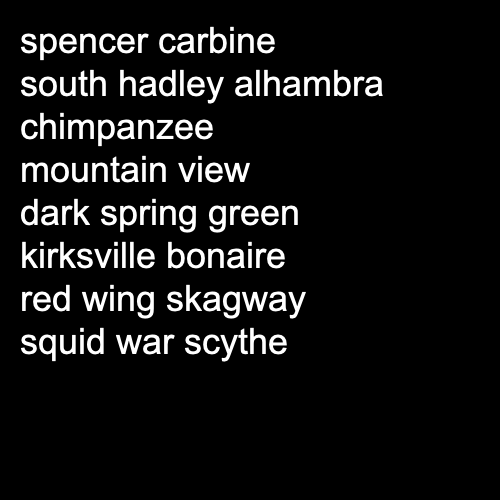 spencer carbine
south hadley alhambra
chimpanzee
mountain view
dark spring green
kirksville bonaire
red wing skagway
squid war scythe